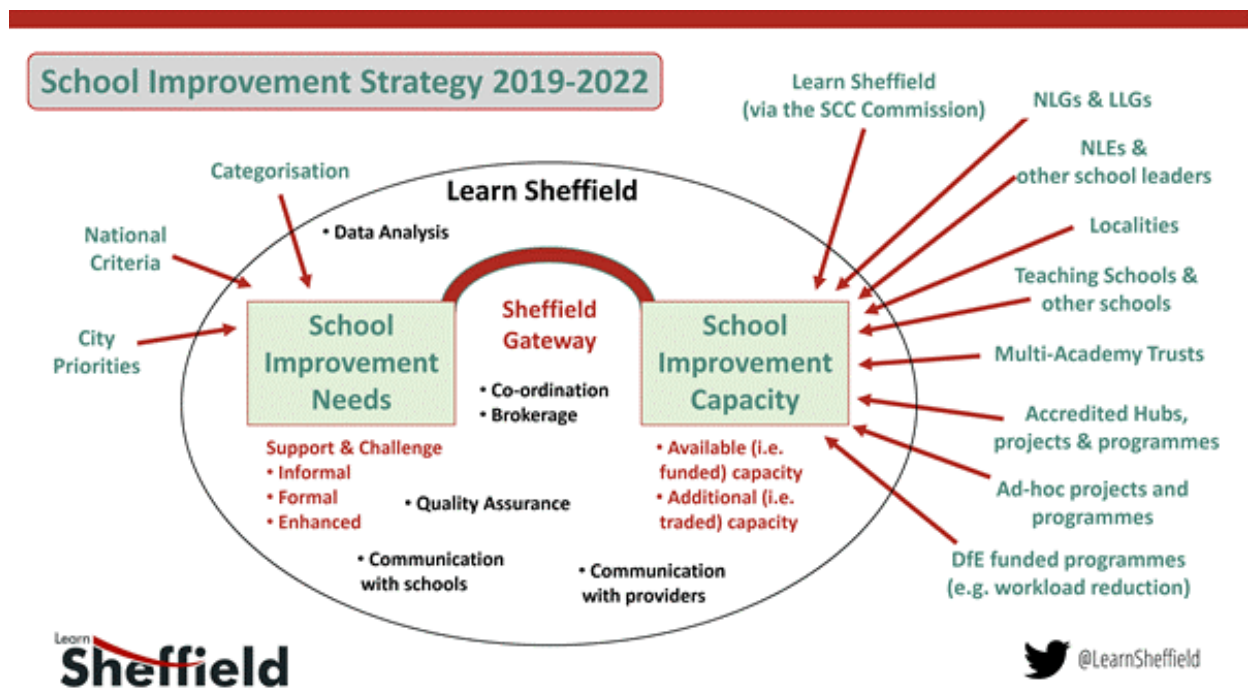 School Improvement Strategy 2019-2022
Learn Sheffield
(via the SCC Commission)
NLGs & LLGs
NLEs &
other school leaders
Localities
Teaching Schools &
other schools
Multi-Academy Trusts
Accredited Hubs,
projects & programmes
Ad-hoc projects and
programmes
DfE funded programmes
(e.g. workload reduction)
Categorisation
National
Criteria
City
Priorities
Learn Sheffield
• Data Analysis
School
Improvement
Needs
Sheffield
Gateway
• Co-ordination
• Brokerage
School
Improvement
Capacity
Support & Challenge
• Informal
• Formal
• Enhanced
• Available (i.e.
funded) capacity
• Additional (i.e.
traded) capacity
• Quality Assurance
• Communication
with schools
• Communication
with providers
Learn
Sheffield
@LearnSheffield